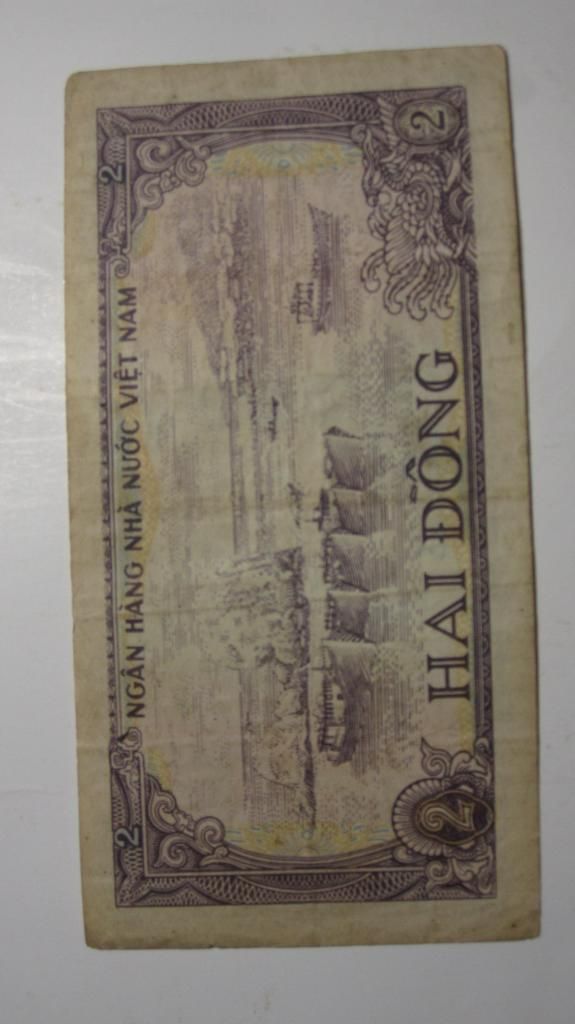 2 NGÂN HÀNG NHÀ NƯỚC VIỆT NAM 2
2 HAI ĐỒNG 2